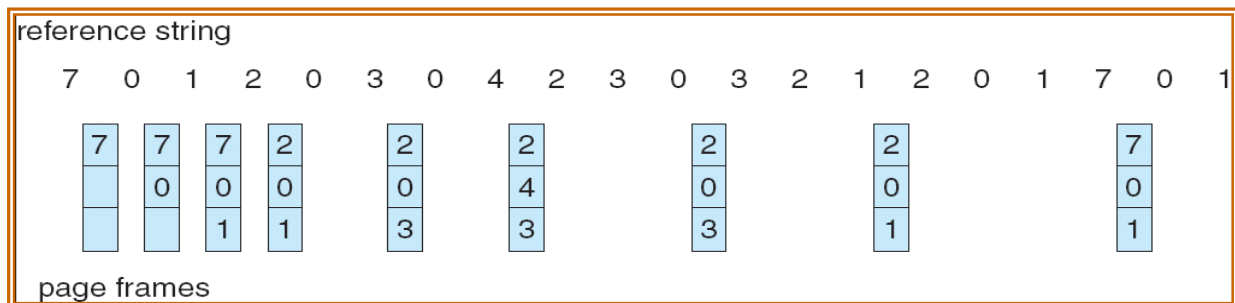 reference string
7 0 1 2 0 3 0 4 2 3 0 3 2 1 2 0 1 7 0 1
7 7 7 2 2 2 2 2 7
0 0 0 0 4 0 0 0
1 1 3 3 3 1 1
page frames